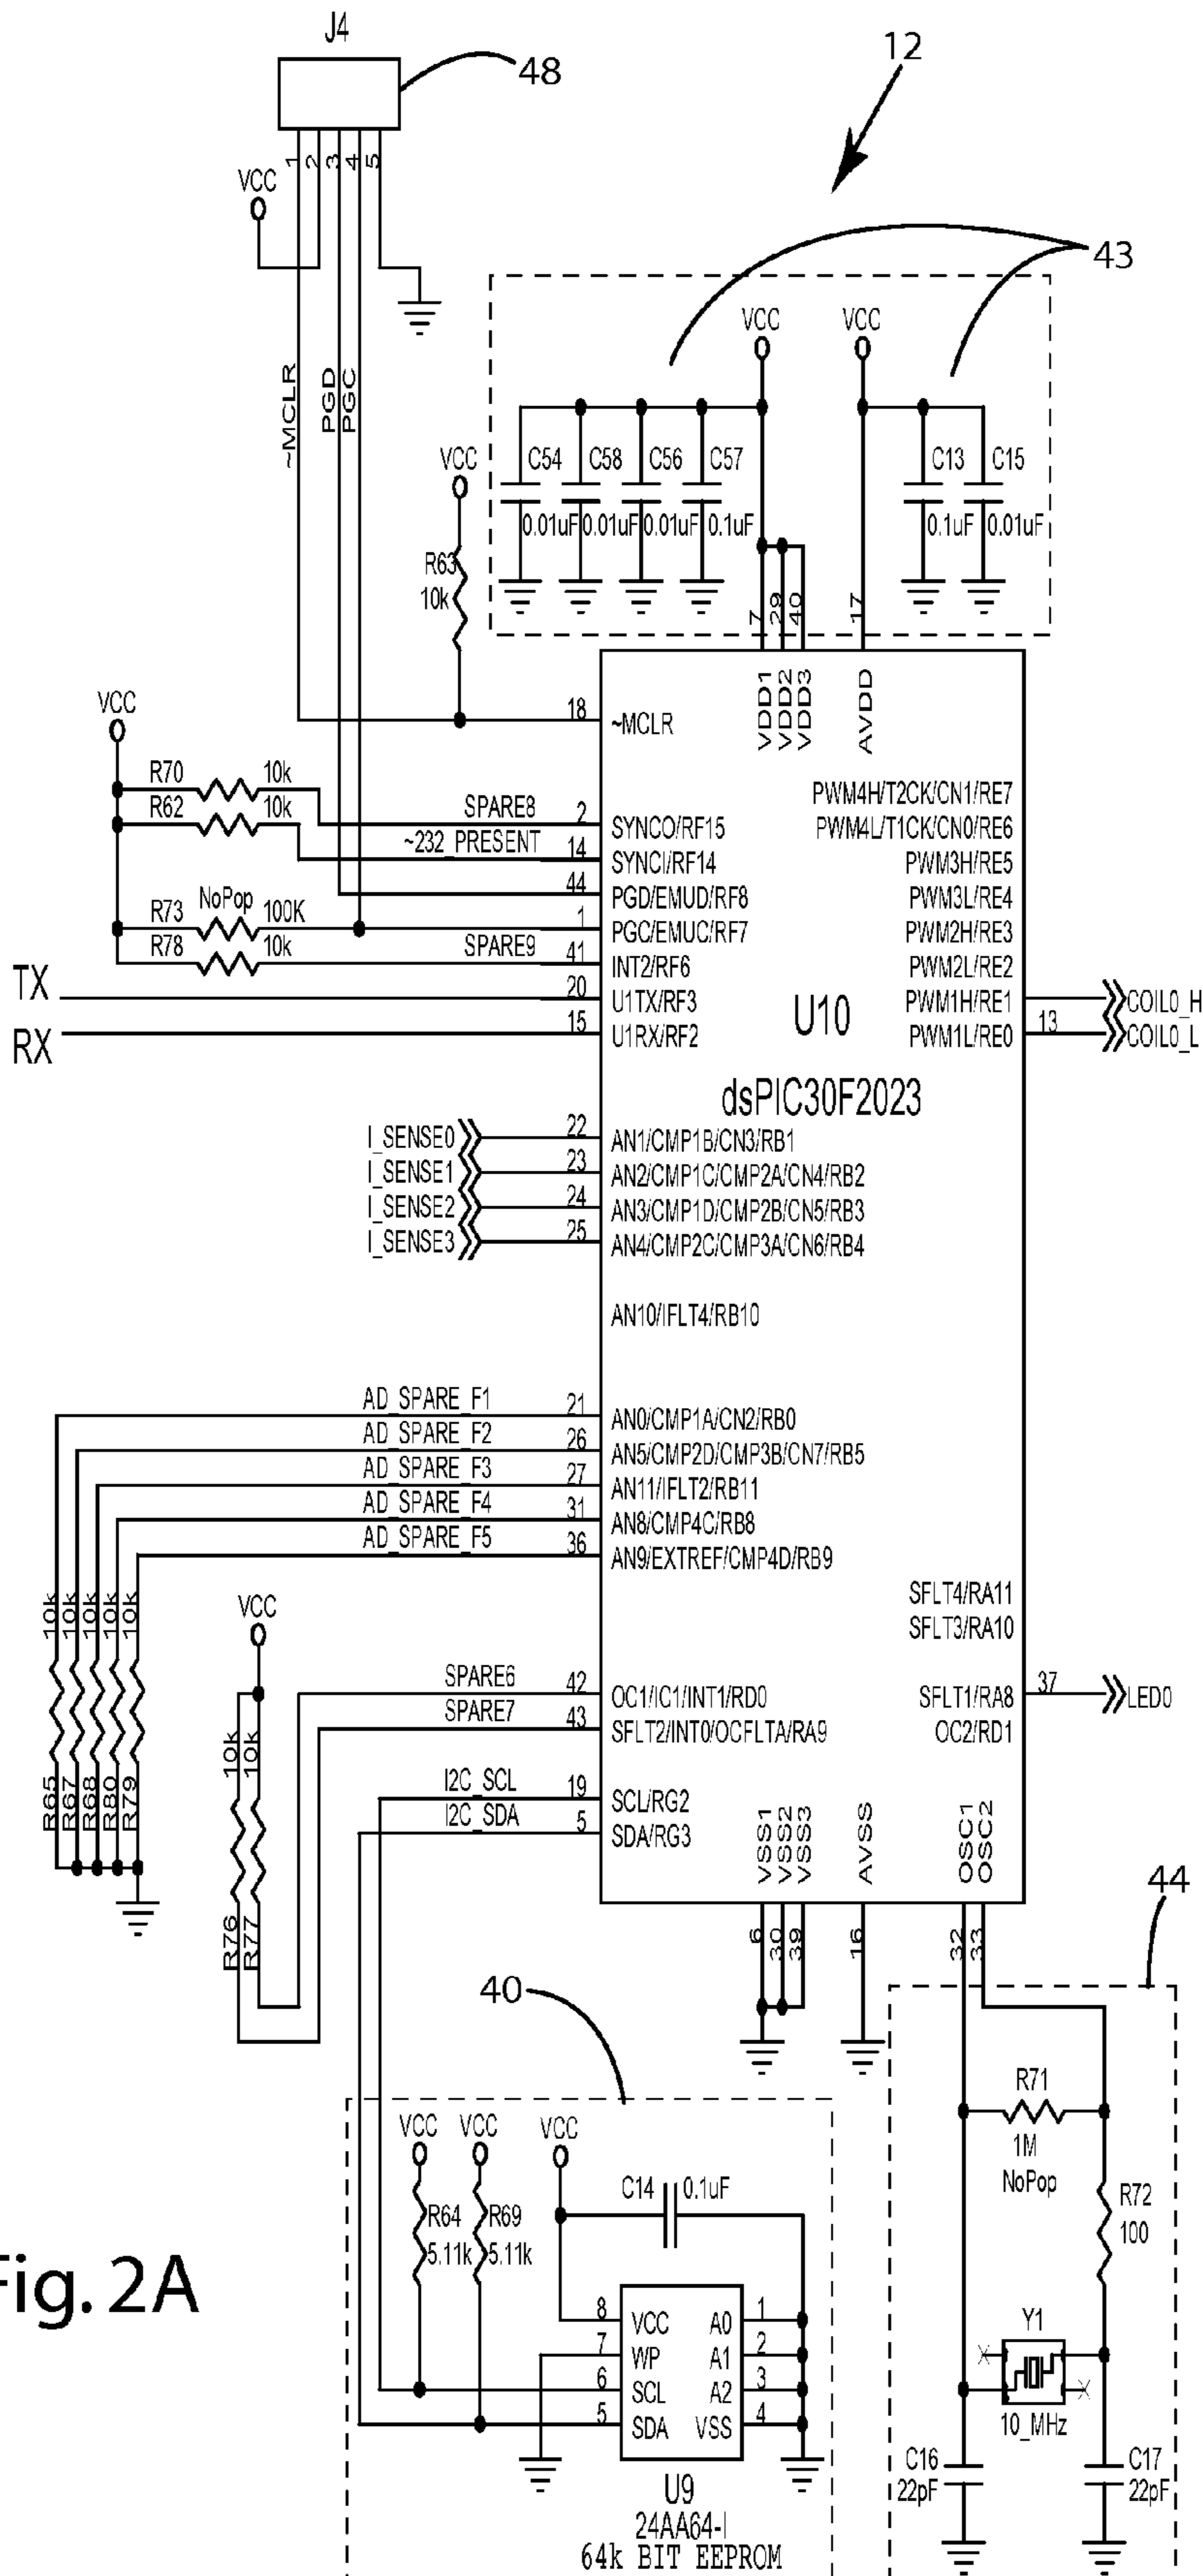 J4
48
12
1 2 3 4 5
VCC
43
VCC VCC
~MCLR
PGD
PGC
VCC
C54 C58 C56 C57 C13 C15
0.01uF 0.01uF 0.01uF 0.1uF 0.1uF 0.01uF
R63
10k
7 29 40 17
VDD1 VDD2 VDD3 AVDD
VCC
18 ~MCLR
R70 10k
PWM4H/T2CK/CN1/RE7
R62 10k SPARE8 2 SYNCO/RF15 PWM4L/T1CK/CN0/RE6
~232_PRESENT 14 SYNCI/RF14 PWM3H/RE5
44 PGD/EMUD/RF8 PWM3L/RE4
R73 NoPop 100K 1 PGC/EMUC/RF7 PWM2H/RE3
R78 10k SPARE9 41 INT2/RF6 PWM2L/RE2
TX 20 U1TX/RF3 PWM1H/RE1 COIL0_H
RX 15 U1RX/RF2 PWM1L/RE0 13 COIL0_L
U10
dsPIC30F2023
I_SENSE0 22 AN1/CMP1B/CN3/RB1
I_SENSE1 23 AN2/CMP1C/CMP2A/CN4/RB2
I_SENSE2 24 AN3/CMP1D/CMP2B/CN5/RB3
I_SENSE3 25 AN4/CMP2C/CMP3A/CN6/RB4
AN10/IFLT4/RB10
AD_SPARE_F1 21 AN0/CMP1A/CN2/RB0
AD_SPARE_F2 26 AN5/CMP2D/CMP3B/CN7/RB5
AD_SPARE_F3 27 AN11/IFLT2/RB11
AD_SPARE_F4 31 AN8/CMP4C/RB8
AD_SPARE_F5 36 AN9/EXTREF/CMP4D/RB9
10k 10k 10k 10k 10k
R65 R67 R68 R80 R79
VCC
SFLT4/RA11
SFLT3/RA10
SPARE6 42 OC1/IC1/INT1/RD0 SFLT1/RA8 37 LED0
SPARE7 43 SFLT2/INT0/OCFLTA/RA9 OC2/RD1
10k 10k
R76 R77
I2C_SCL 19 SCL/RG2
I2C_SDA 5 SDA/RG3
VSS1 VSS2 VSS3 AVSS OSC1 OSC2
6 30 39 16 32 33
44
40
VCC VCC VCC
R71
1M
NoPop
C14 0.1uF
R64 R69
5.11k 5.11k
R72
100
8 VCC A0 1
7 WP A1 2
6 SCL A2 3
5 SDA VSS 4
U9
24AA64-I
64k BIT EEPROM
Y1
10_MHz
C16
22pF
C17
22pF
Fig. 2A